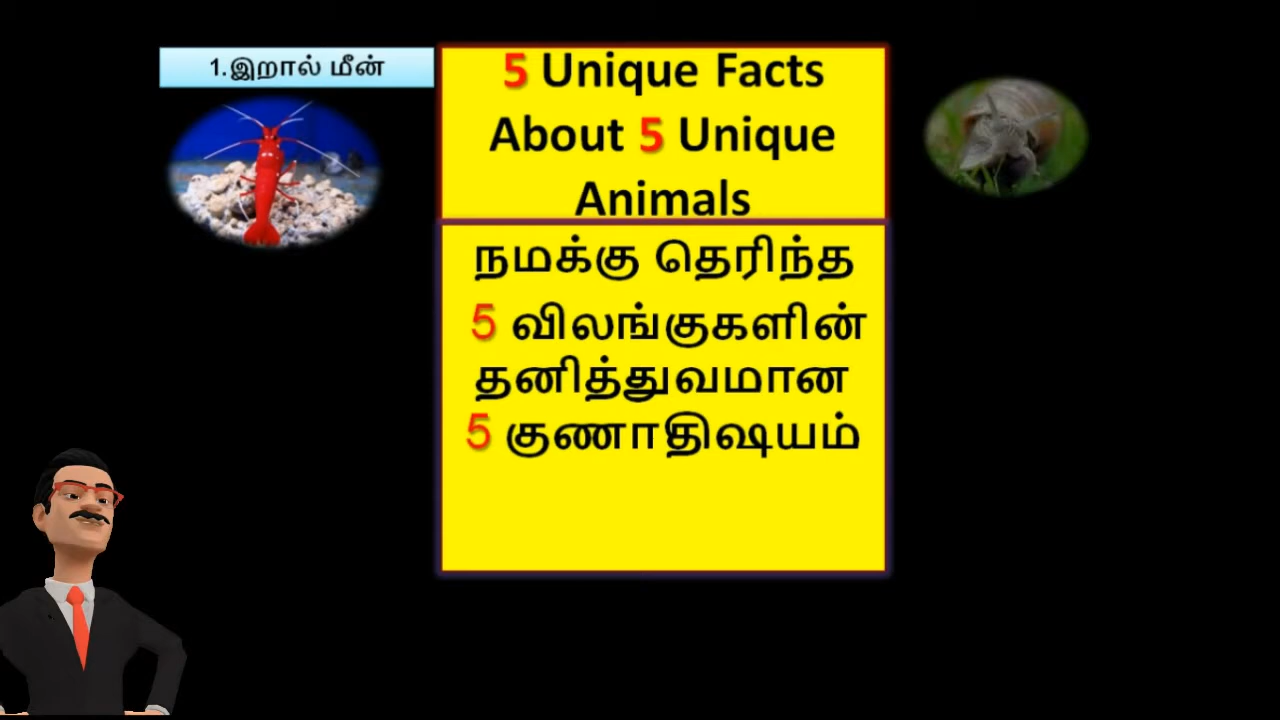 1.இறால் மீன்
5 Unique Facts
About 5 Unique
Animals
நமக்கு தெரிந்த
5 விலங்குகளின்
தனித்துவமான
5 குணாதிஷயம்